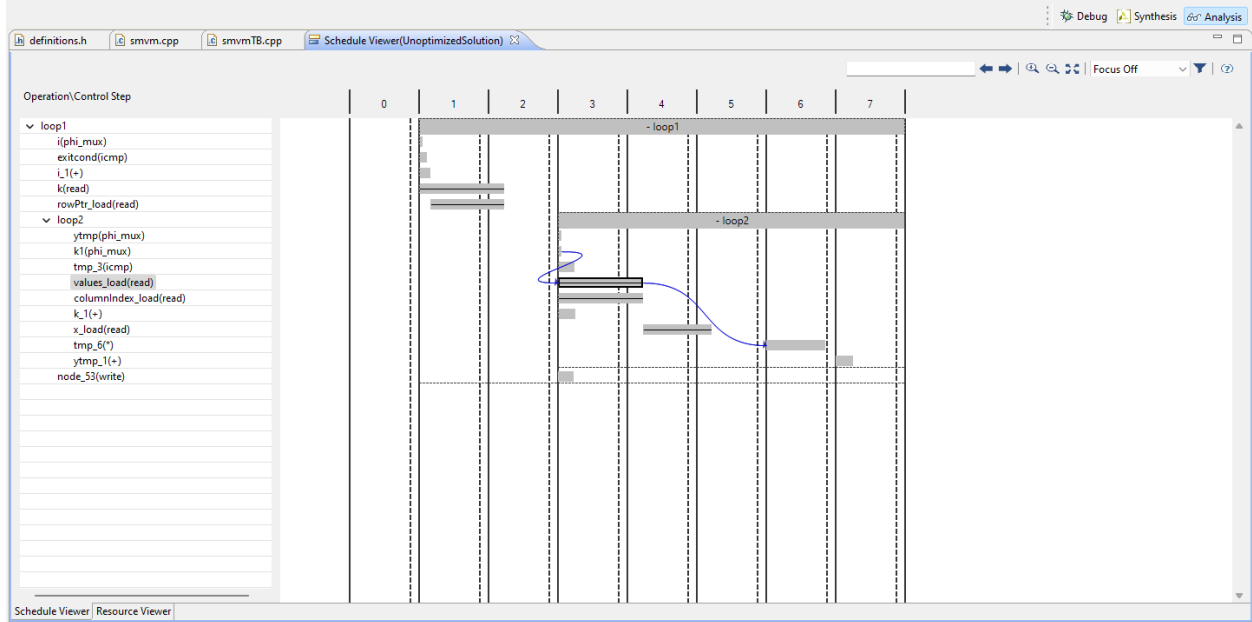 Debug Synthesis Analysis
definitions.h smvm.cpp smvmTB.cpp Schedule Viewer(UnoptimizedSolution)
Focus Off
Operation\Control Step 0 1 2 3 4 5 6 7
loop1 - loop1
i(phi_mux)
exitcond(icmp)
i_1(+)
k(read)
rowPtr_load(read)
loop2 - loop2
ytmp(phi_mux)
k1(phi_mux)
tmp_3(icmp)
values_load(read)
columnIndex_load(read)
k_1(+)
x_load(read)
tmp_6(*)
ytmp_1(+)
node_53(write)
Schedule Viewer Resource Viewer